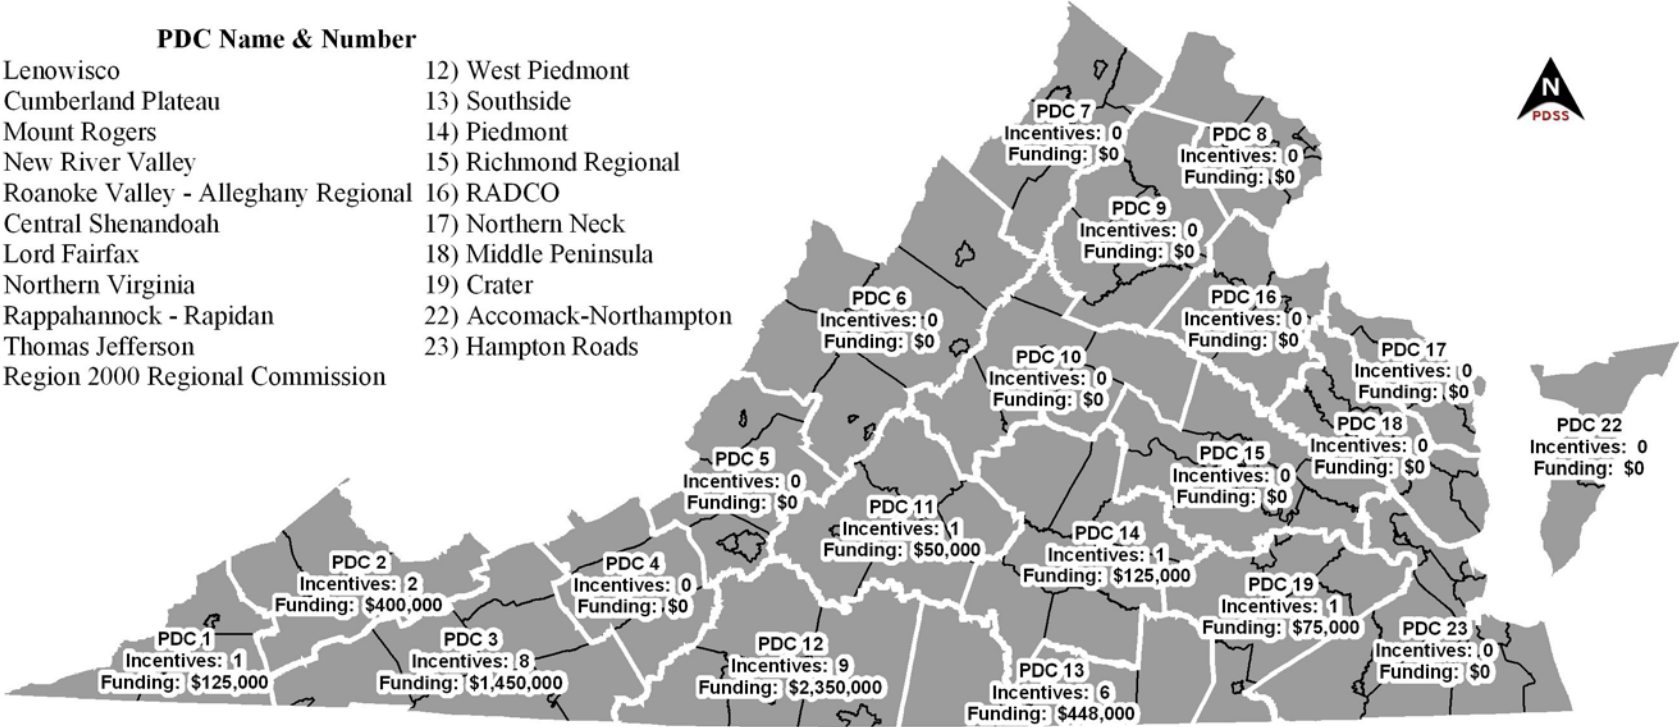 PDC Name & Number
Lenowisco
Cumberland Plateau
Mount Rogers
New River Valley
Roanoke Valley - Alleghany Regional
Central Shenandoah
Lord Fairfax
Northern Virginia
Rappahannock - Rapidan
Thomas Jefferson
Region 2000 Regional Commission
12) West Piedmont
13) Southside
14) Piedmont
15) Richmond Regional
16) RADCO
17) Northern Neck
18) Middle Peninsula
19) Crater
22) Accomack-Northampton
23) Hampton Roads
N
PDSS
PDC 7
Incentives: 0
Funding: $0
PDC 8
Incentives: 0
Funding: $0
PDC 9
Incentives: 0
Funding: $0
PDC 6
Incentives: 0
Funding: $0
PDC 16
Incentives: 0
Funding: $0
PDC 10
Incentives: 0
Funding: $0
PDC 17
Incentives: 0
Funding: $0
PDC 18
Incentives: 0
Funding: $0
PDC 22
Incentives: 0
Funding: $0
PDC 5
Incentives: 0
Funding: $0
PDC 15
Incentives: 0
Funding: $0
PDC 11
Incentives: 1
Funding: $50,000
PDC 14
Incentives: 1
Funding: $125,000
PDC 2
Incentives: 2
Funding: $400,000
PDC 4
Incentives: 0
Funding: $0
PDC 19
Incentives: 1
Funding: $75,000
PDC 1
Incentives: 1
Funding: $125,000
PDC 3
Incentives: 8
Funding: $1,450,000
PDC 12
Incentives: 9
Funding: $2,350,000
PDC 13
Incentives: 6
Funding: $448,000
PDC 23
Incentives: 0
Funding: $0